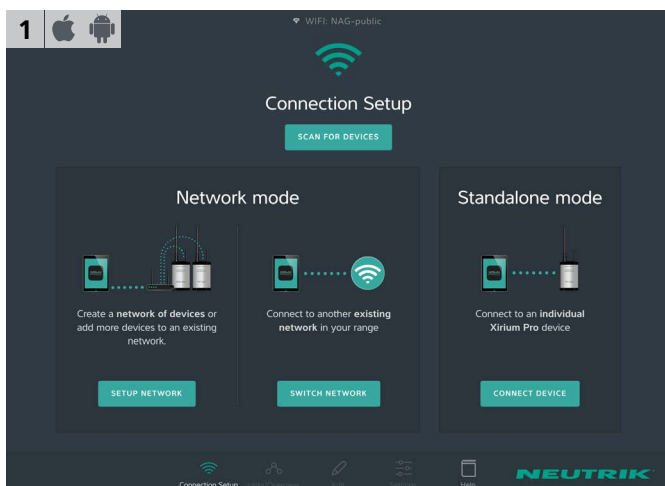 1
WIFI: NAG-public
Connection Setup
SCAN FOR DEVICES
Network mode
Create a network of devices or
add more devices to an existing
network.
SETUP NETWORK
Connect to another existing
network in your range
SWITCH NETWORK
Standalone mode
Connect to an individual
Xirium Pro device
CONNECT DEVICE
Connection Setup
Help
NEUTRIK